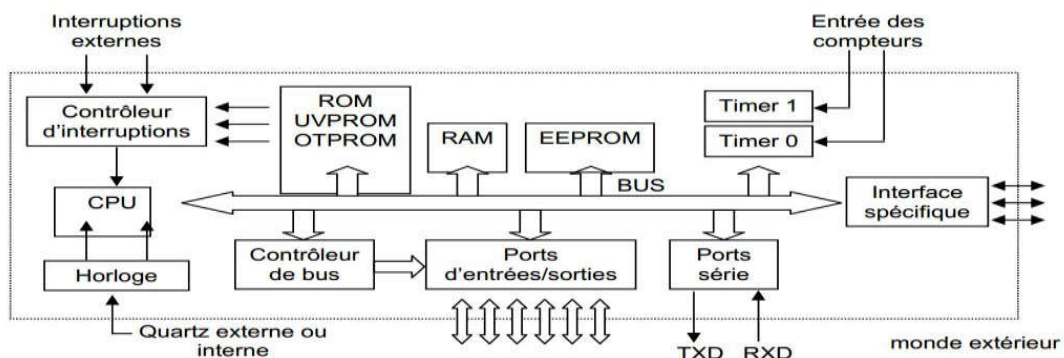 Interruptions
externes
Entrée des
compteurs
Contrôleur
d'interruptions
ROM
UVPROM
OTPROM
RAM
EEPROM
Timer 1
Timer 0
BUS
CPU
Interface
spécifique
Horloge
Contrôleur
de bus
Ports
d'entrées/sorties
Ports
série
Quartz externe ou
interne
TXD RXD
monde extérieur